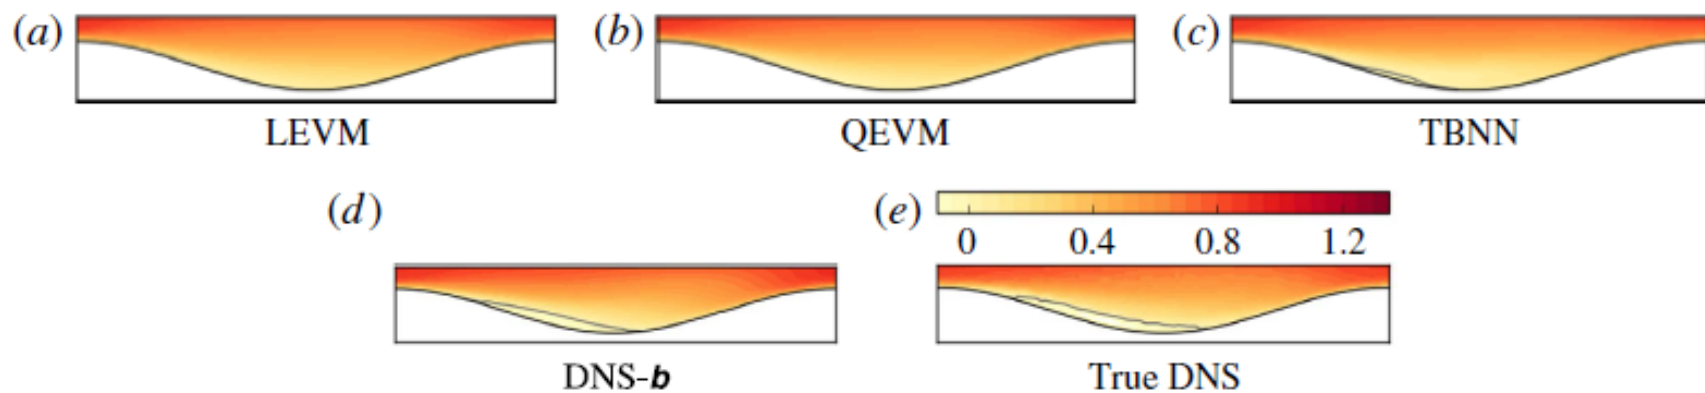 (a) (b) (c)
LEVM QEVM TBNN
(d) (e)
0 0.4 0.8 1.2
DNS-b True DNS